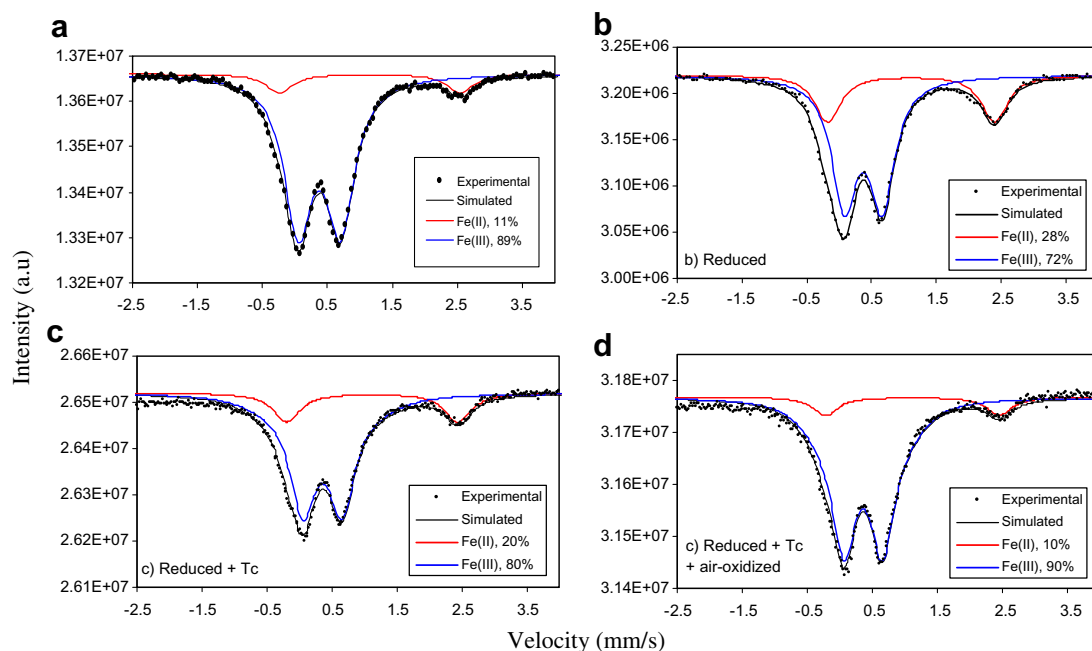 a
1.37E+07
1.36E+07
1.35E+07
1.34E+07
1.33E+07
1.32E+07
-2.5 -1.5 -0.5 0.5 1.5 2.5 3.5
Experimental
Simulated
Fe(II), 11%
Fe(III), 89%
b
3.25E+06
3.20E+06
3.15E+06
3.10E+06
3.05E+06
3.00E+06
-2.5 -1.5 -0.5 0.5 1.5 2.5 3.5
b) Reduced
Experimental
Simulated
Fe(II), 28%
Fe(III), 72%
c
2.66E+07
2.65E+07
2.64E+07
2.63E+07
2.62E+07
2.61E+07
-2.5 -1.5 -0.5 0.5 1.5 2.5 3.5
c) Reduced + Tc
Experimental
Simulated
Fe(II), 20%
Fe(III), 80%
d
3.18E+07
3.17E+07
3.16E+07
3.15E+07
3.14E+07
-2.5 -1.5 -0.5 0.5 1.5 2.5 3.5
c) Reduced + Tc
+ air-oxidized
Experimental
Simulated
Fe(II), 10%
Fe(III), 90%
Intensity (a.u)
Velocity (mm/s)